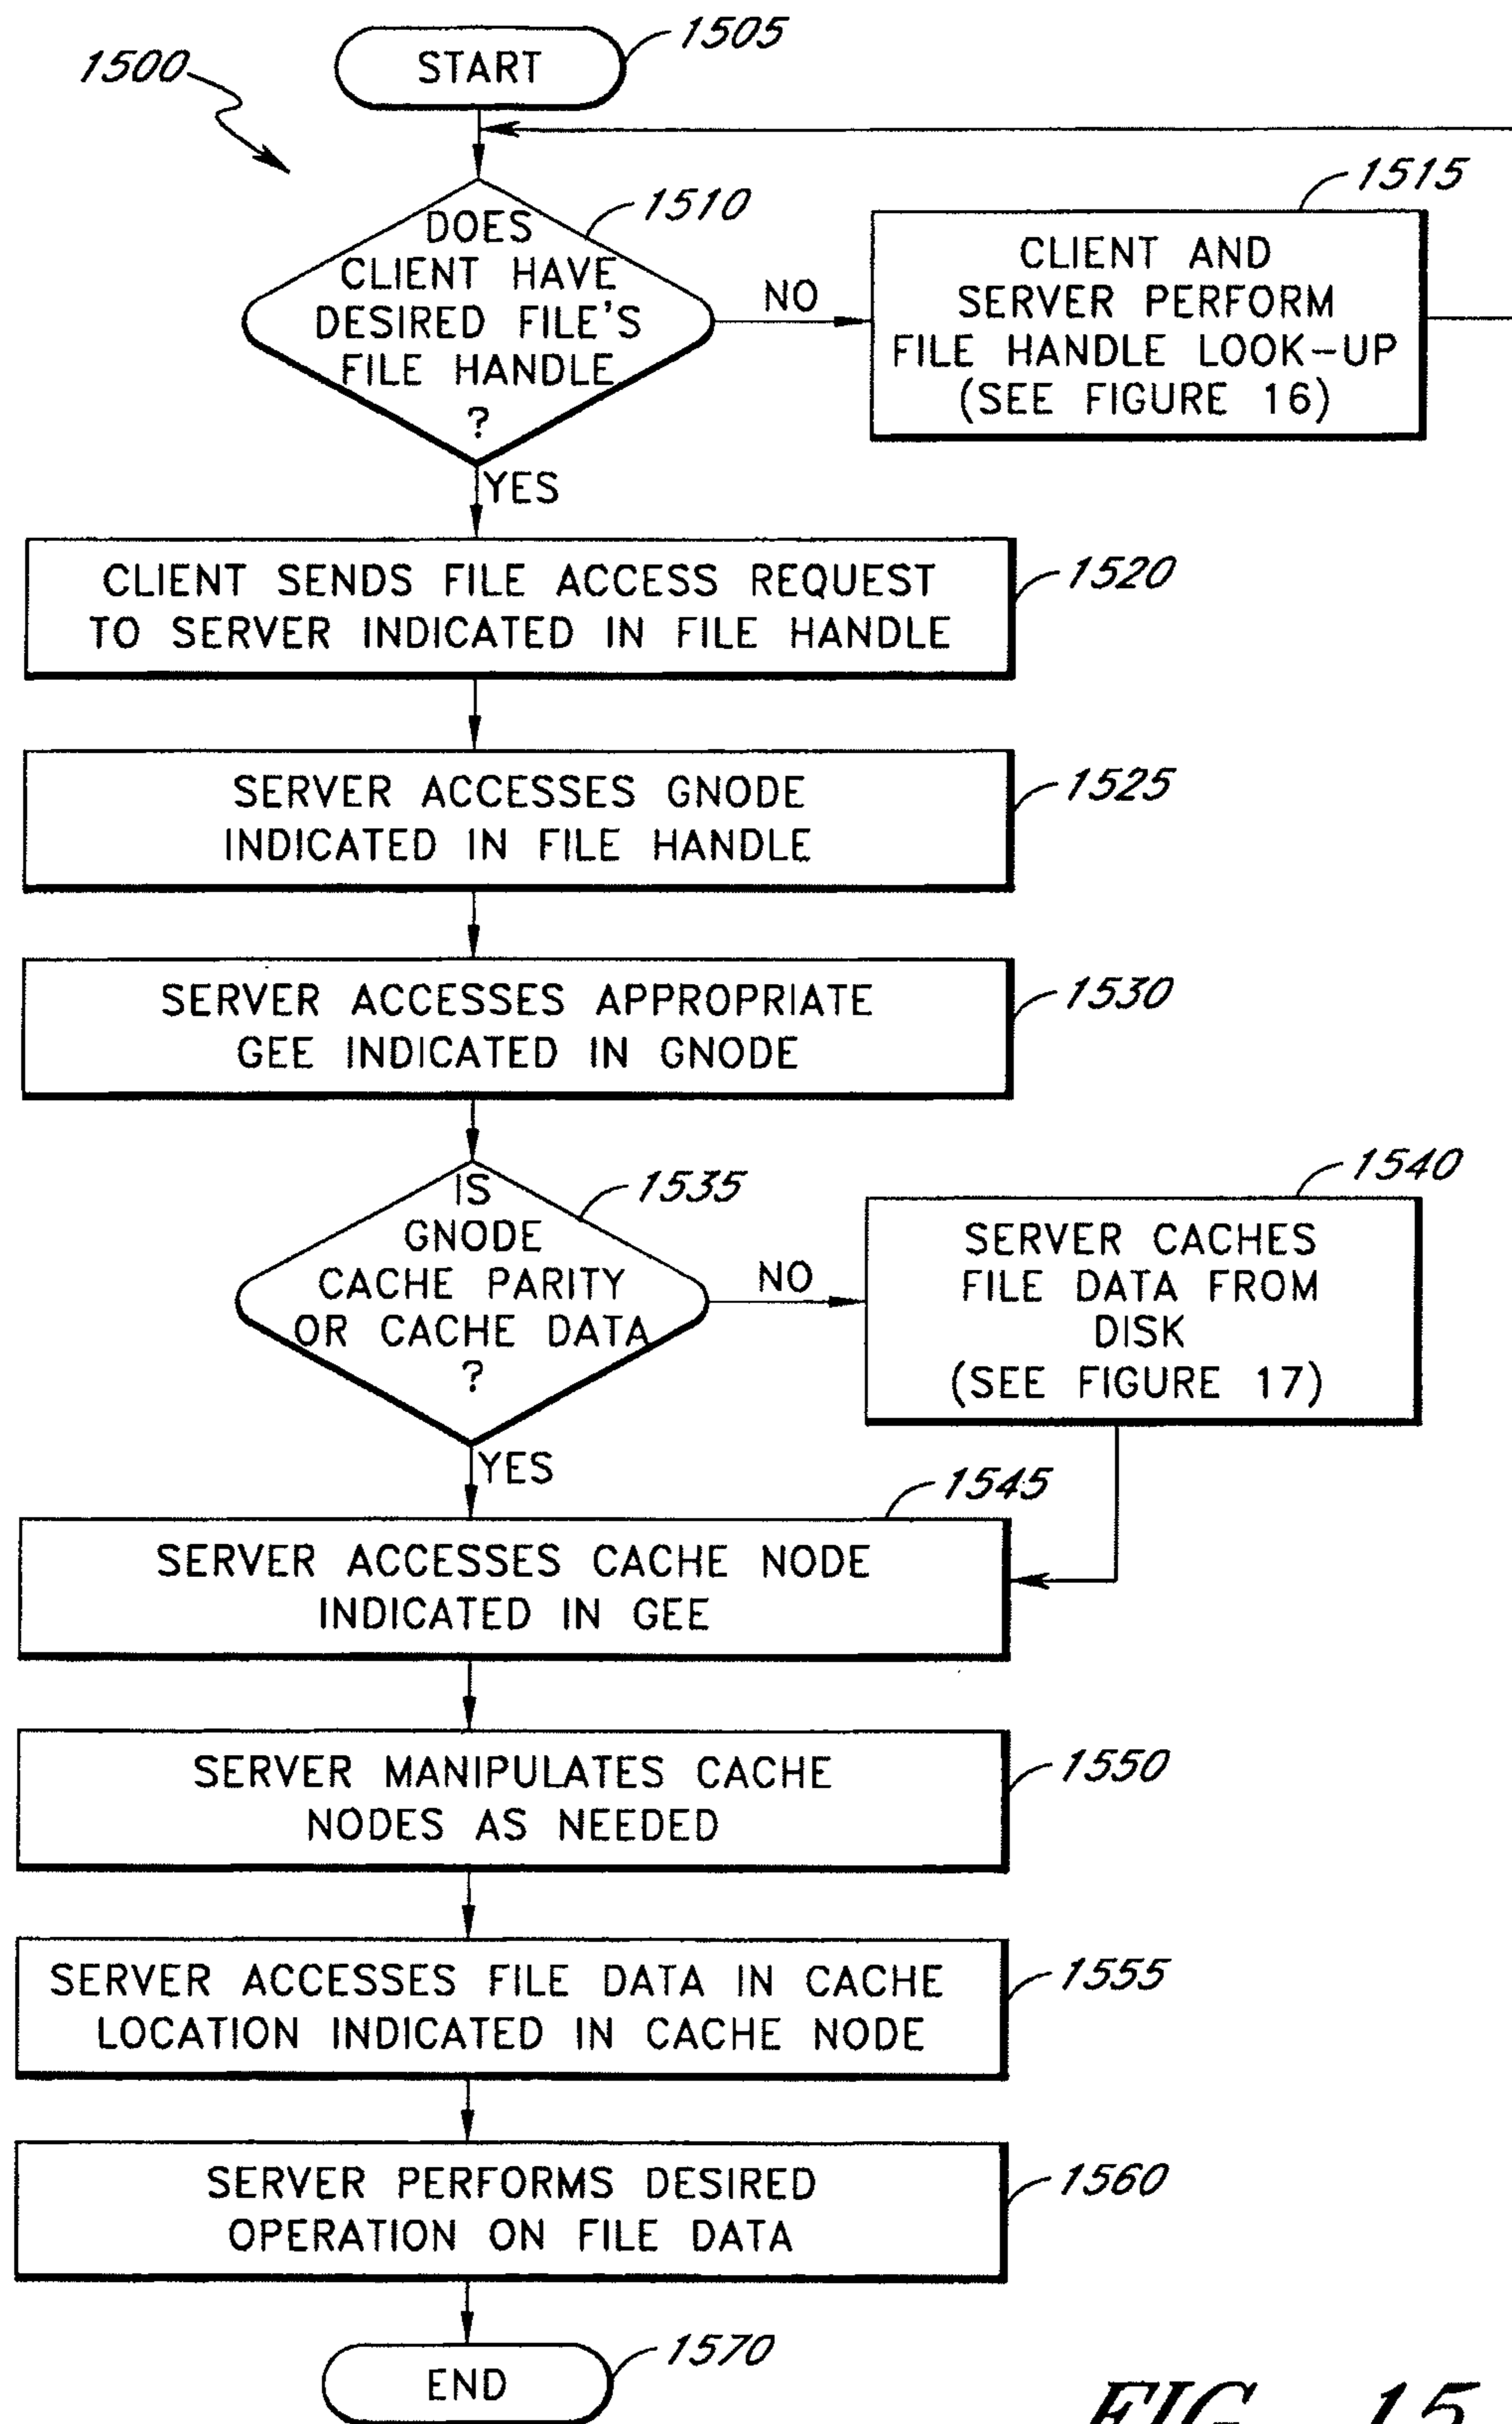 START
1505
1500
DOES
CLIENT HAVE
DESIRED FILE'S
FILE HANDLE
?
1510
NO
1515
CLIENT AND
SERVER PERFORM
FILE HANDLE LOOK-UP
(SEE FIGURE 16)
YES
CLIENT SENDS FILE ACCESS REQUEST
TO SERVER INDICATED IN FILE HANDLE
1520
SERVER ACCESSES GNODE
INDICATED IN FILE HANDLE
1525
SERVER ACCESSES APPROPRIATE
GEE INDICATED IN GNODE
1530
IS
GNODE
CACHE PARITY
OR CACHE DATA
?
1535
NO
1540
SERVER CACHES
FILE DATA FROM
DISK
(SEE FIGURE 17)
YES
1545
SERVER ACCESSES CACHE NODE
INDICATED IN GEE
SERVER MANIPULATES CACHE
NODES AS NEEDED
1550
SERVER ACCESSES FILE DATA IN CACHE
LOCATION INDICATED IN CACHE NODE
1555
SERVER PERFORMS DESIRED
OPERATION ON FILE DATA
1560
END
1570
FIG. 15